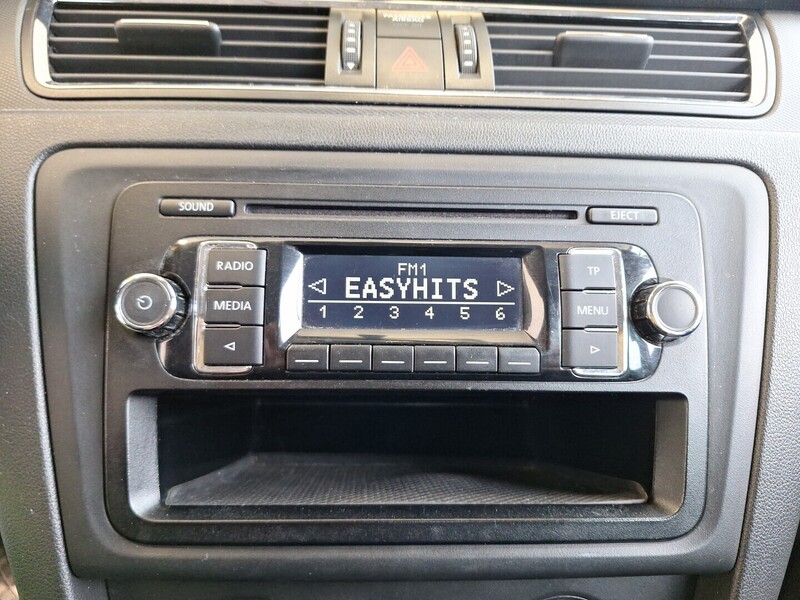 AIRBAG
SOUND
EJECT
RADIO
FM1
TP
EASYHITS
MEDIA
1 2 3 4 5 6
MENU